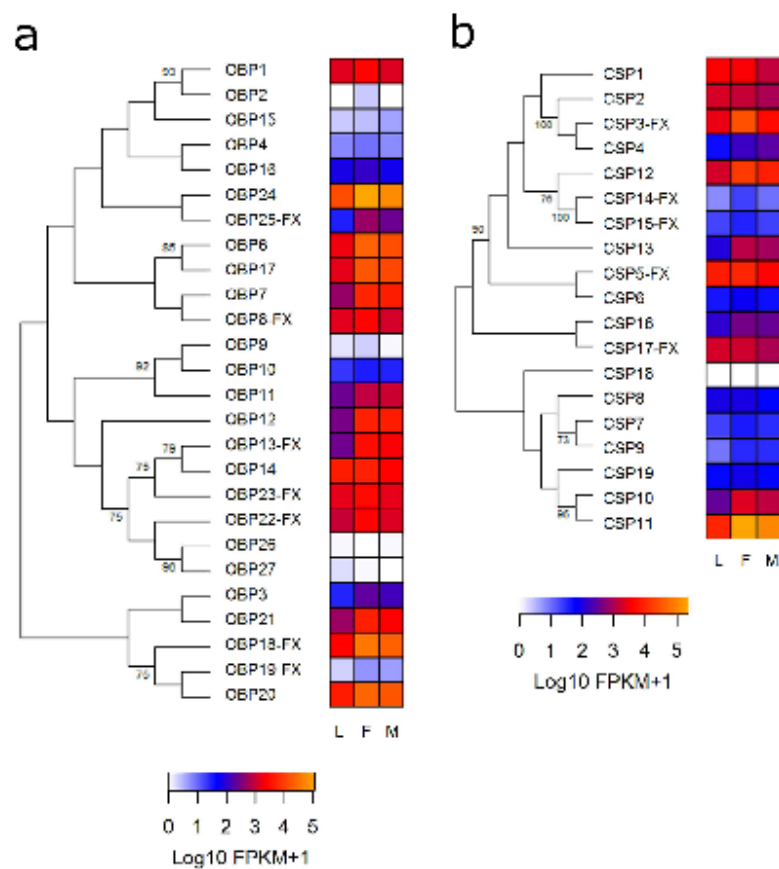 a
OBP1
OBP2
OBP15
OBP4
OBP16
OBP24
OBP25-FX
OBP6
OBP17
OBP7
OBP8-FX
OBP9
OBP10
OBP11
OBP12
OBP13-FX
OBP14
OBP23-FX
OBP22-FX
OBP26
OBP27
OBP3
OBP21
OBP18-FX
OBP19-FX
OBP20
85
92
79
75
75
90
75
L F M
0 1 2 3 4 5
Log10 FPKM+1
b
CSP1
CSP2
CSP3-FX
CSP4
CSP12
CSP14-FX
CSP15-FX
CSP13
CSP5-FX
CSP6
CSP16
CSP17-FX
CSP18
CSP8
CSP7
CSP9
CSP19
CSP10
CSP11
100
76
100
90
73
L F M
0 1 2 3 4 5
Log10 FPKM+1